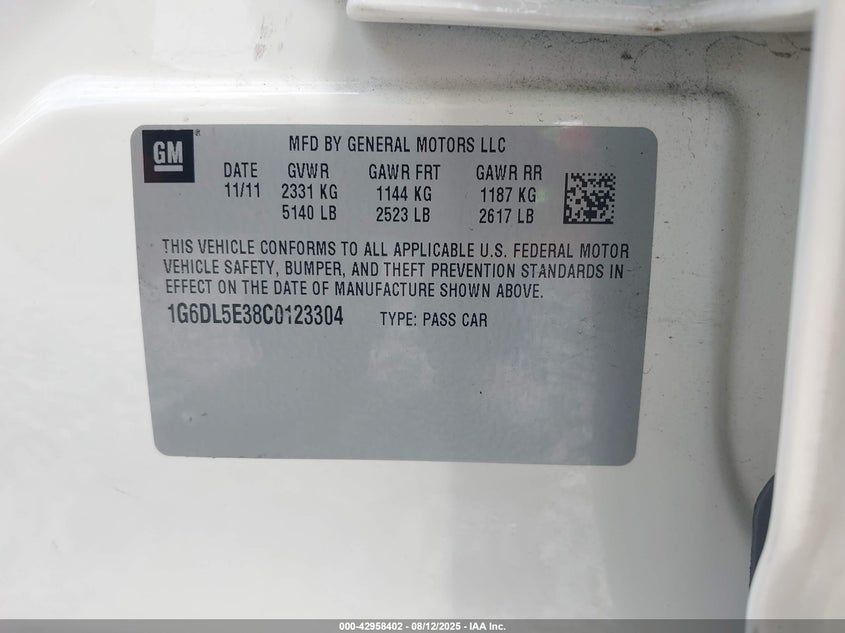 GM ®
MFD BY GENERAL MOTORS LLC
DATE GVWR GAWR FRT GAWR RR
11/11 2331 KG 1144 KG 1187 KG
5140 LB 2523 LB 2617 LB
THIS VEHICLE CONFORMS TO ALL APPLICABLE U.S. FEDERAL MOTOR
VEHICLE SAFETY, BUMPER, AND THEFT PREVENTION STANDARDS IN
EFFECT ON THE DATE OF MANUFACTURE SHOWN ABOVE.
1G6DL5E38C0123304 TYPE: PASS CAR
000-42958402 - 08/12/2025 - IAA Inc.